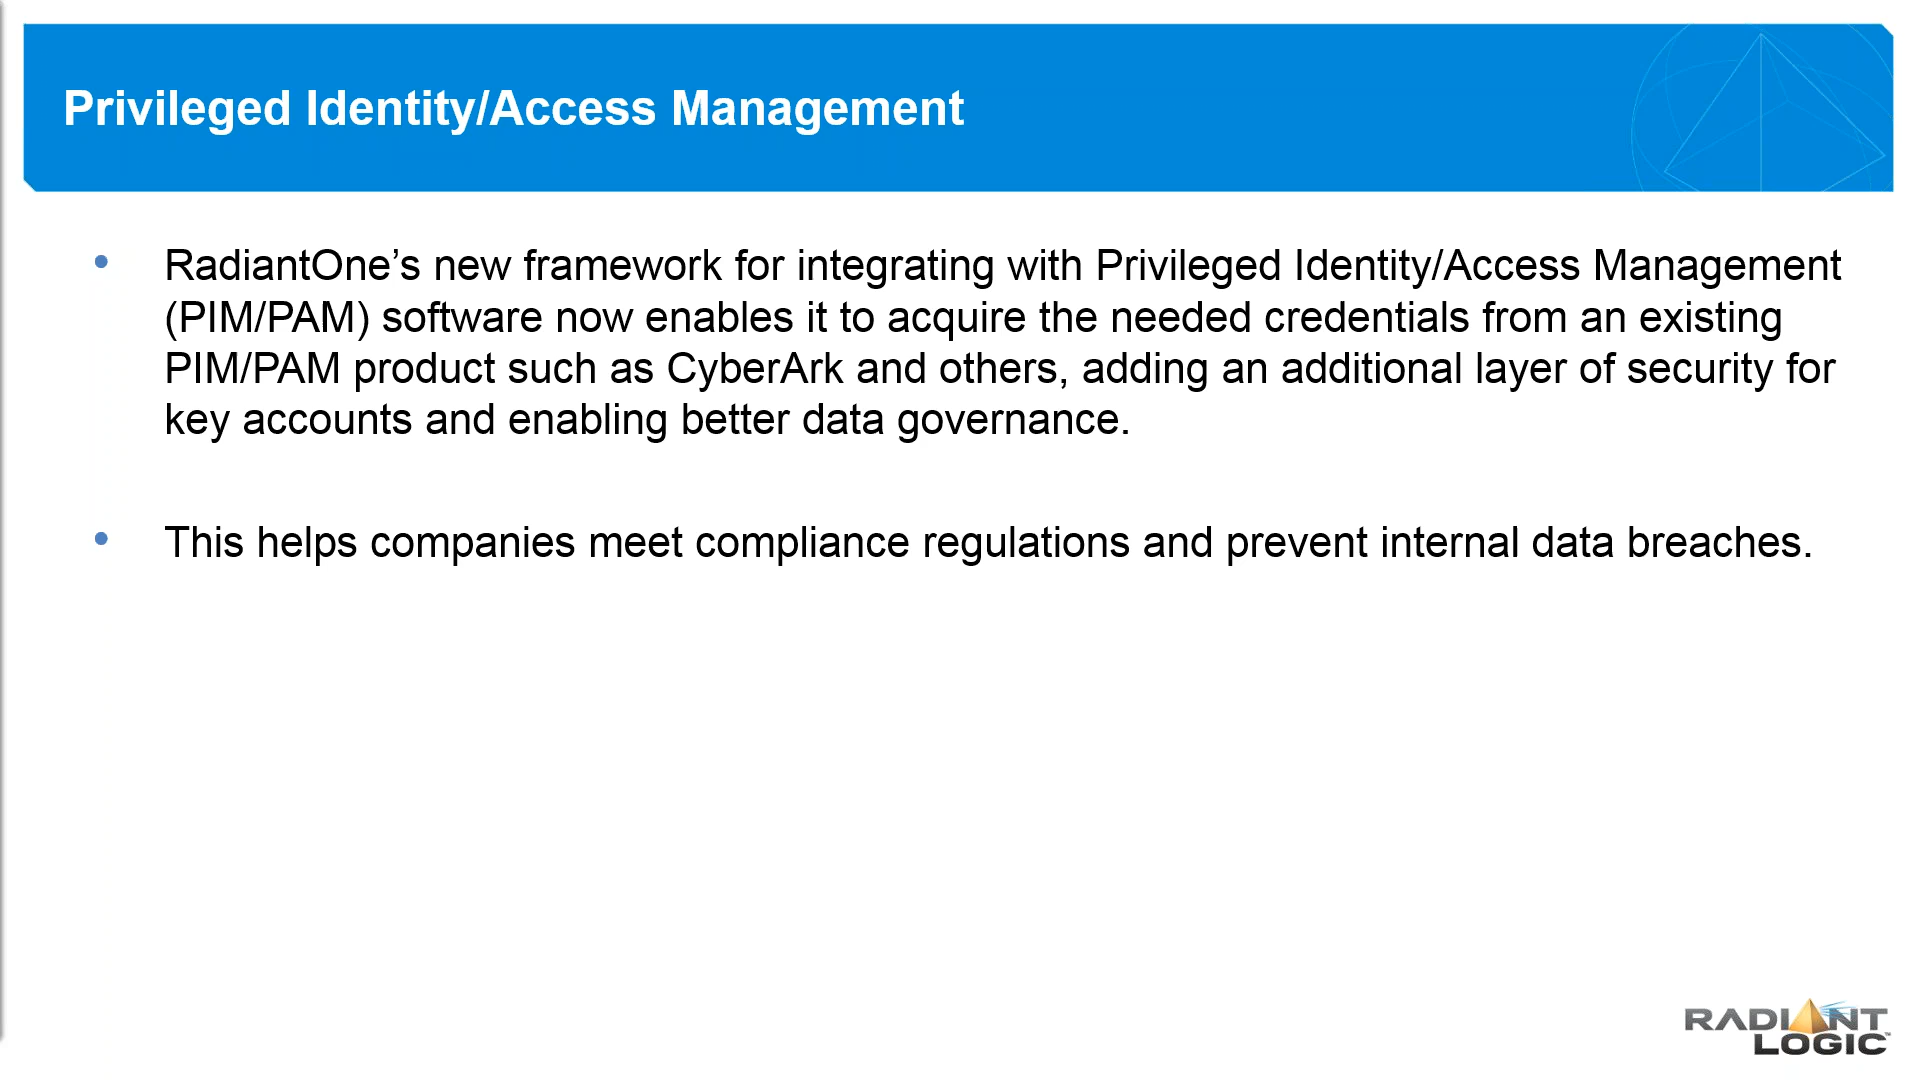 Privileged Identity/Access Management
• RadiantOne’s new framework for integrating with Privileged Identity/Access Management
(PIM/PAM) software now enables it to acquire the needed credentials from an existing
PIM/PAM product such as CyberArk and others, adding an additional layer of security for
key accounts and enabling better data governance.
• This helps companies meet compliance regulations and prevent internal data breaches.
RADIANT
LOGIC™